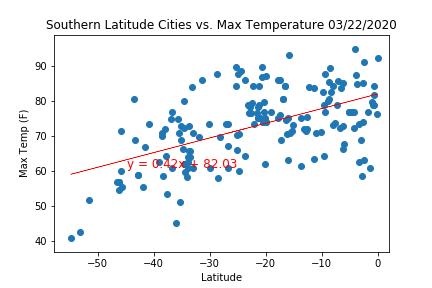 Southern Latitude Cities vs. Max Temperature 03/22/2020
Max Temp (F)
90
80
70
60
50
40
y = 0.42x + 82.03
−50 −40 −30 −20 −10 0
Latitude